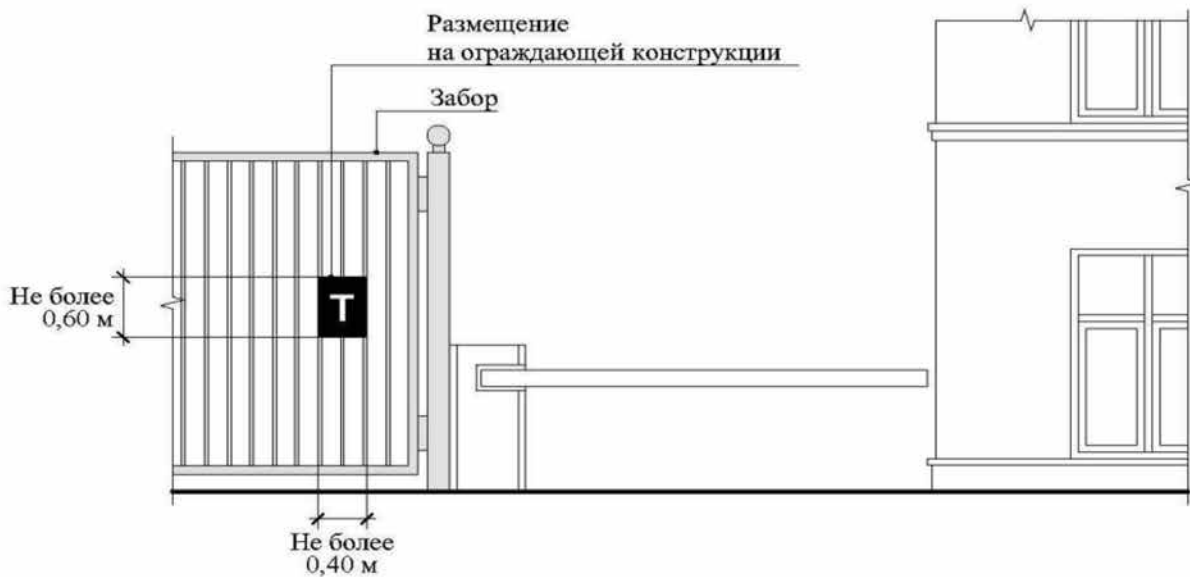 Размещение
на ограждающей конструкции
Забор
Не более
0,60 м
Т
Не более
0,40 м